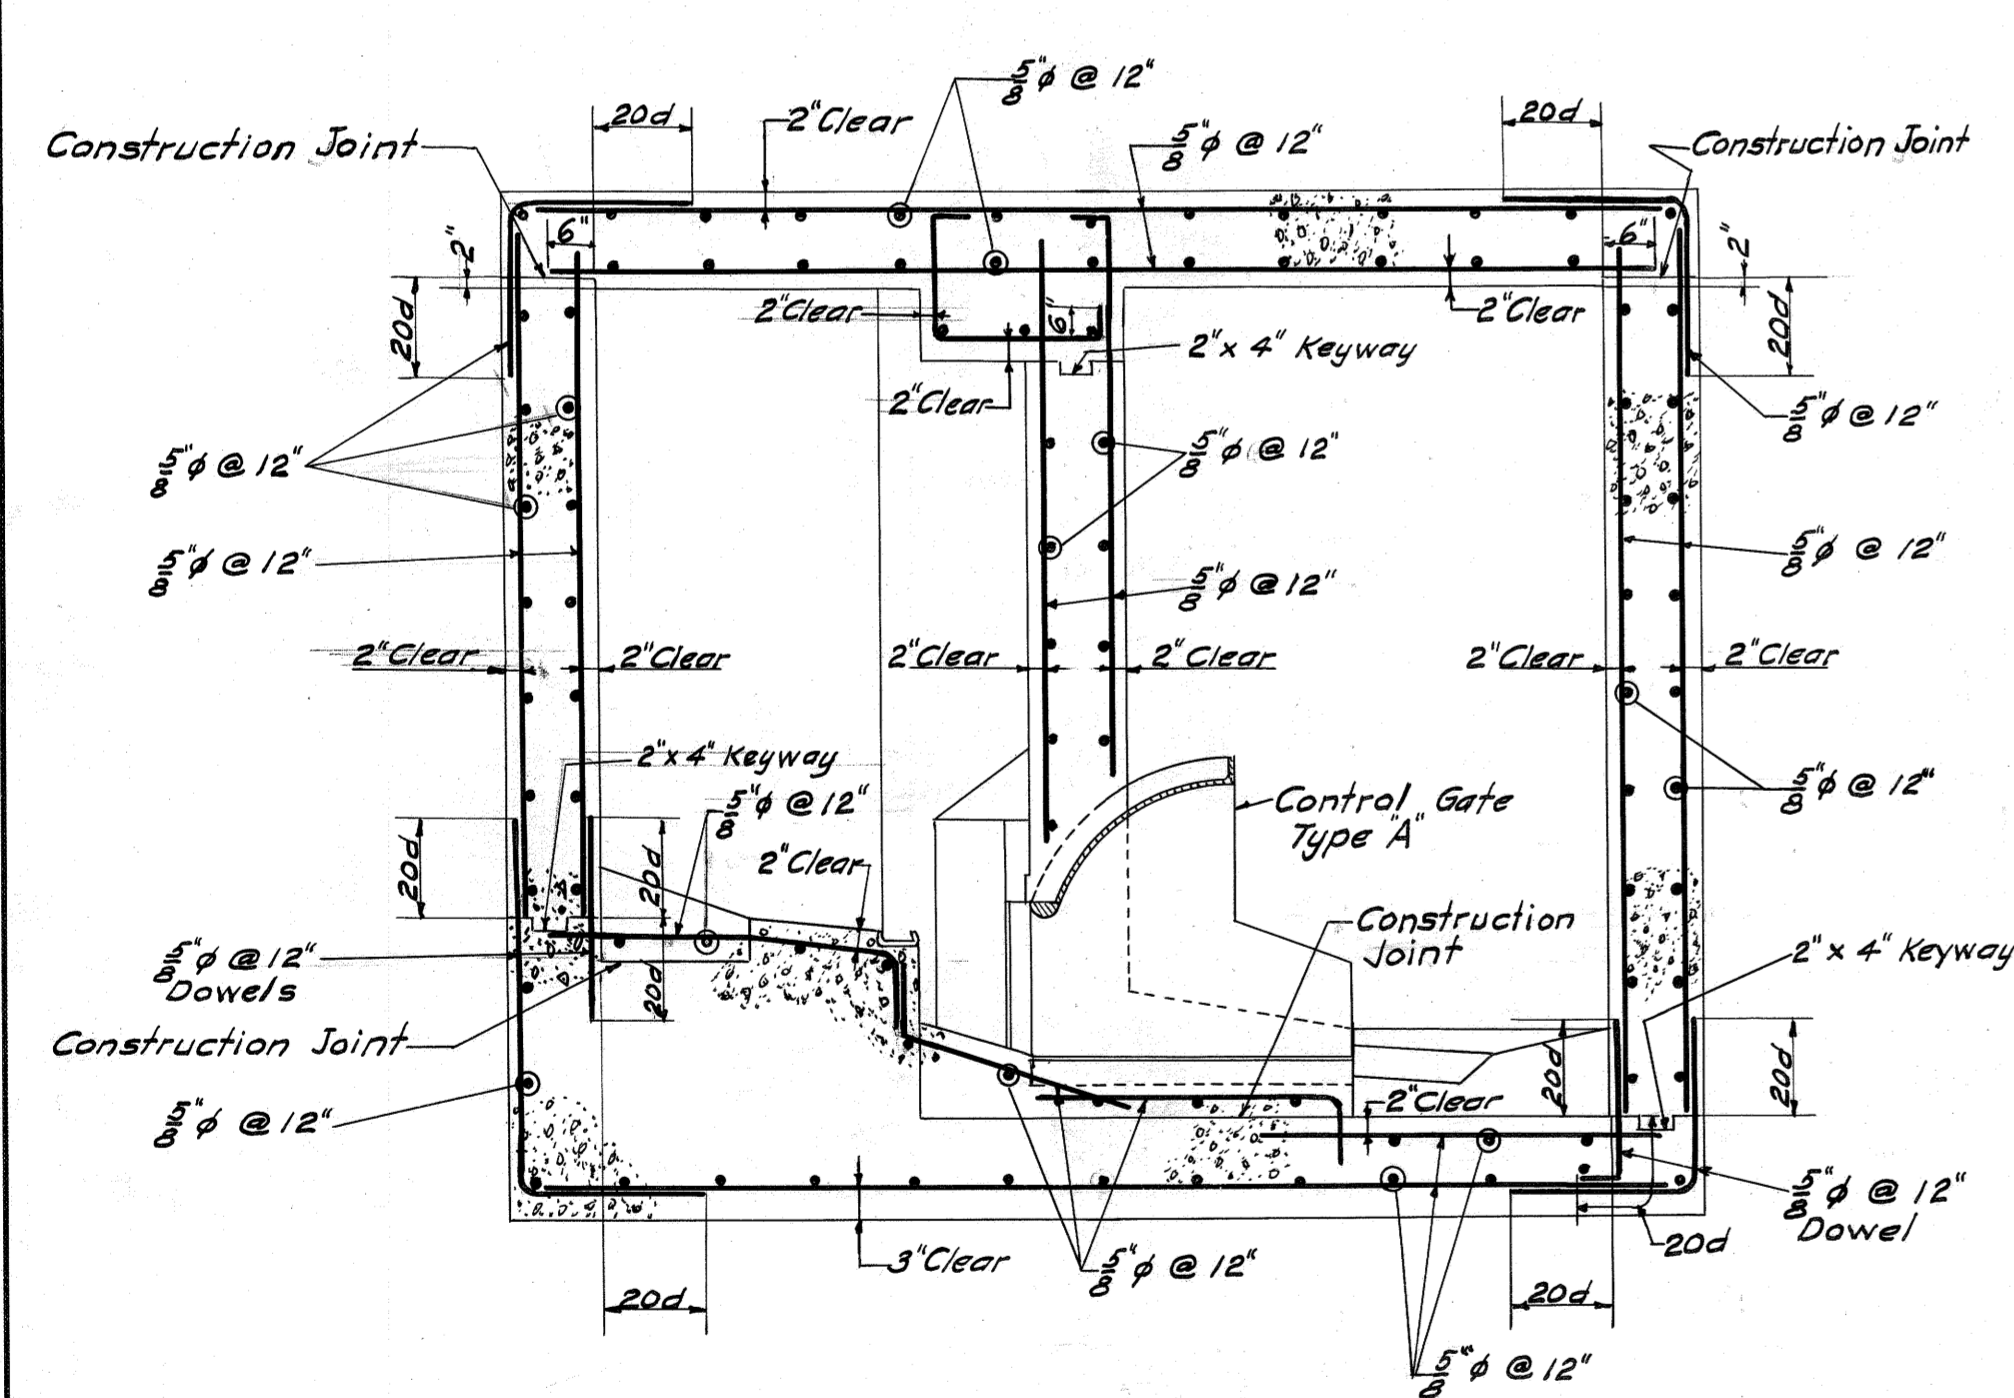 5/8"φ @ 12"
20d
2"Clear
20d
Construction Joint
5/8"φ @ 12"
Construction Joint
6"
6"
2"
2"
2"Clear
6"
2"Clear
20d
20d
2"x 4" Keyway
2"Clear
5/8"φ @ 12"
5/8"φ @ 12"
5/8"φ @ 12"
5/8"φ @ 12"
5/8"φ @ 12"
5/8"φ @ 12"
2"Clear
2"Clear
2"Clear
2"Clear
2"Clear
2"Clear
2"x 4" Keyway
5/8"φ @ 12"
Control Gate
Type "A"
5/8"φ @ 12"
20d
20d
2"Clear
Construction
Joint
2"x 4" Keyway
5/8"φ @ 12"
Dowels
20d
Construction Joint
20d
20d
2"Clear
5/8"φ @ 12"
5/8"φ @ 12"
Dowel
20d
3"Clear
5/8"φ @ 12"
20d
20d
5/8"φ @ 12"